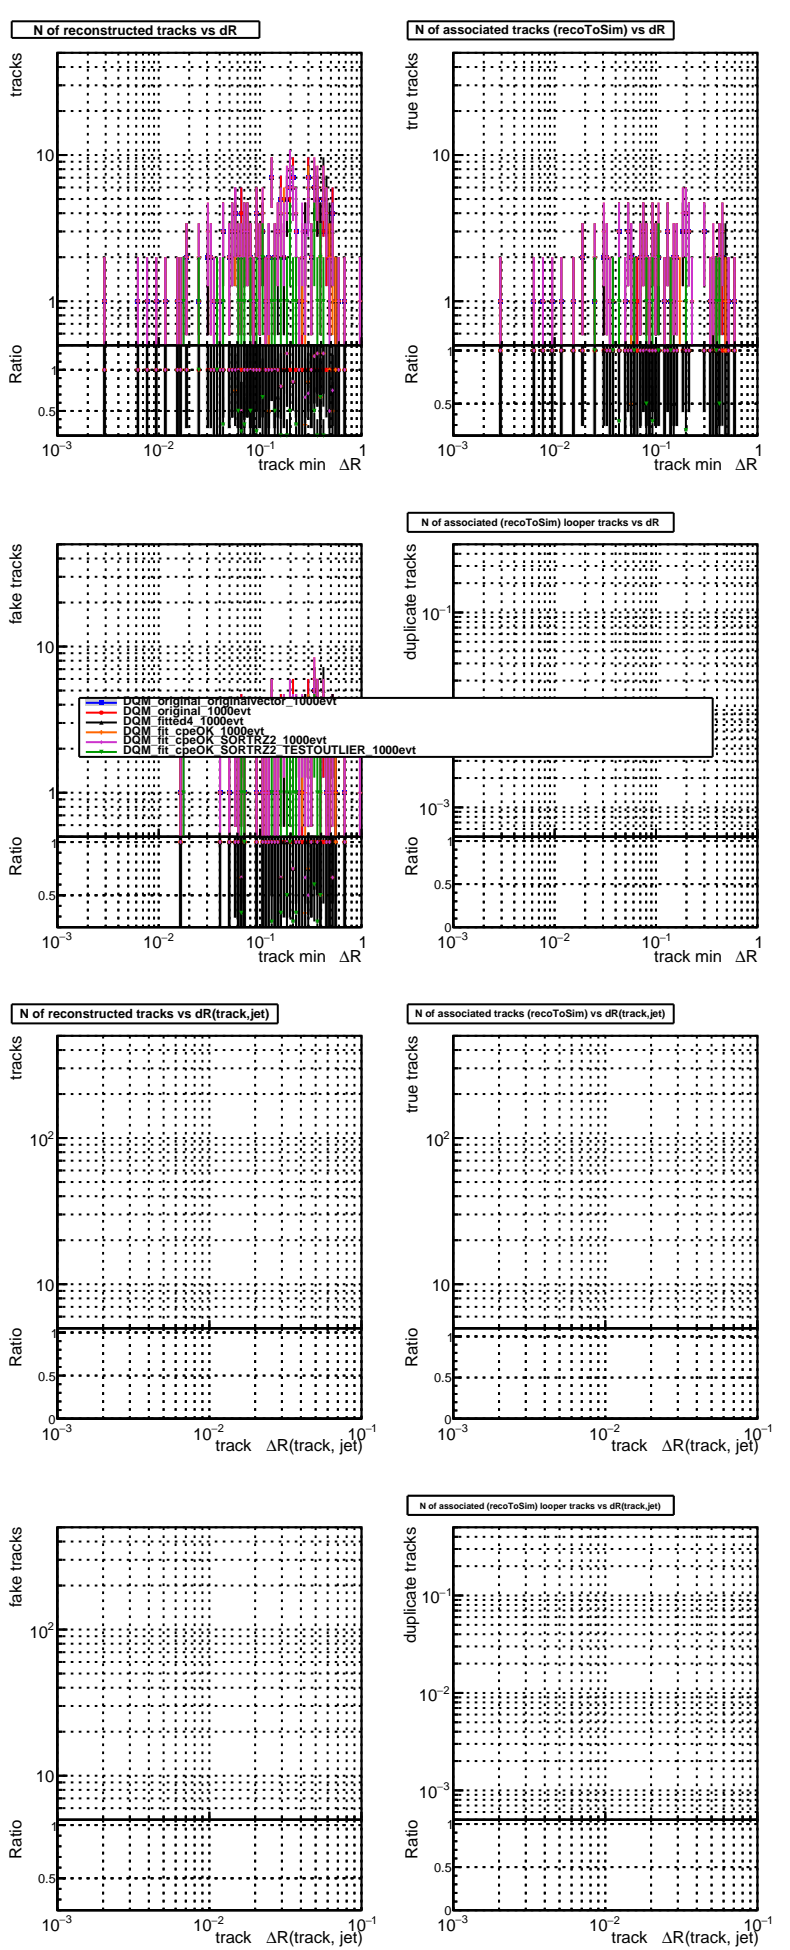 N of reconstructed tracks vs dR
tracks
10
1
Ratio
1
0.5
10−3 10−2 10−1 1
track min ΔR
N of associated tracks (recoToSim) vs dR
true tracks
10
1
Ratio
1
0.5
10−3 10−2 10−1 1
track min ΔR
fake tracks
10
1
Ratio
1
0.5
10−3 10−2 10−1 1
track min ΔR
N of associated (recoToSim) looper tracks vs dR
duplicate tracks
10−1
10−3
Ratio
1
0.5
0
10−3 10−2 10−1 1
track min ΔR
DQM_original_originalvector_1000evt
DQM_original_1000evt
DQM_fitted4_1000evt
DQM_fit_cpeOK_1000evt
DQM_fit_cpeOK_SORTRZ2_1000evt
DQM_fit_cpeOK_SORTRZ2_TESTOUTLIER_1000evt
N of reconstructed tracks vs dR(track,jet)
tracks
10²
10
Ratio
1
0.5
0
10−3 10−2 10−1
track ΔR(track, jet)
N of associated tracks (recoToSim) vs dR(track,jet)
true tracks
10²
10
Ratio
1
0.5
0
10−3 10−2 10−1
track ΔR(track, jet)
fake tracks
10²
10
Ratio
1
0.5
10−3 10−2 10−1
track ΔR(track, jet)
N of associated (recoToSim) looper tracks vs dR(track,jet)
duplicate tracks
10−1
10−2
10−3
Ratio
1
0.5
0
10−3 10−2 10−1
track ΔR(track, jet)